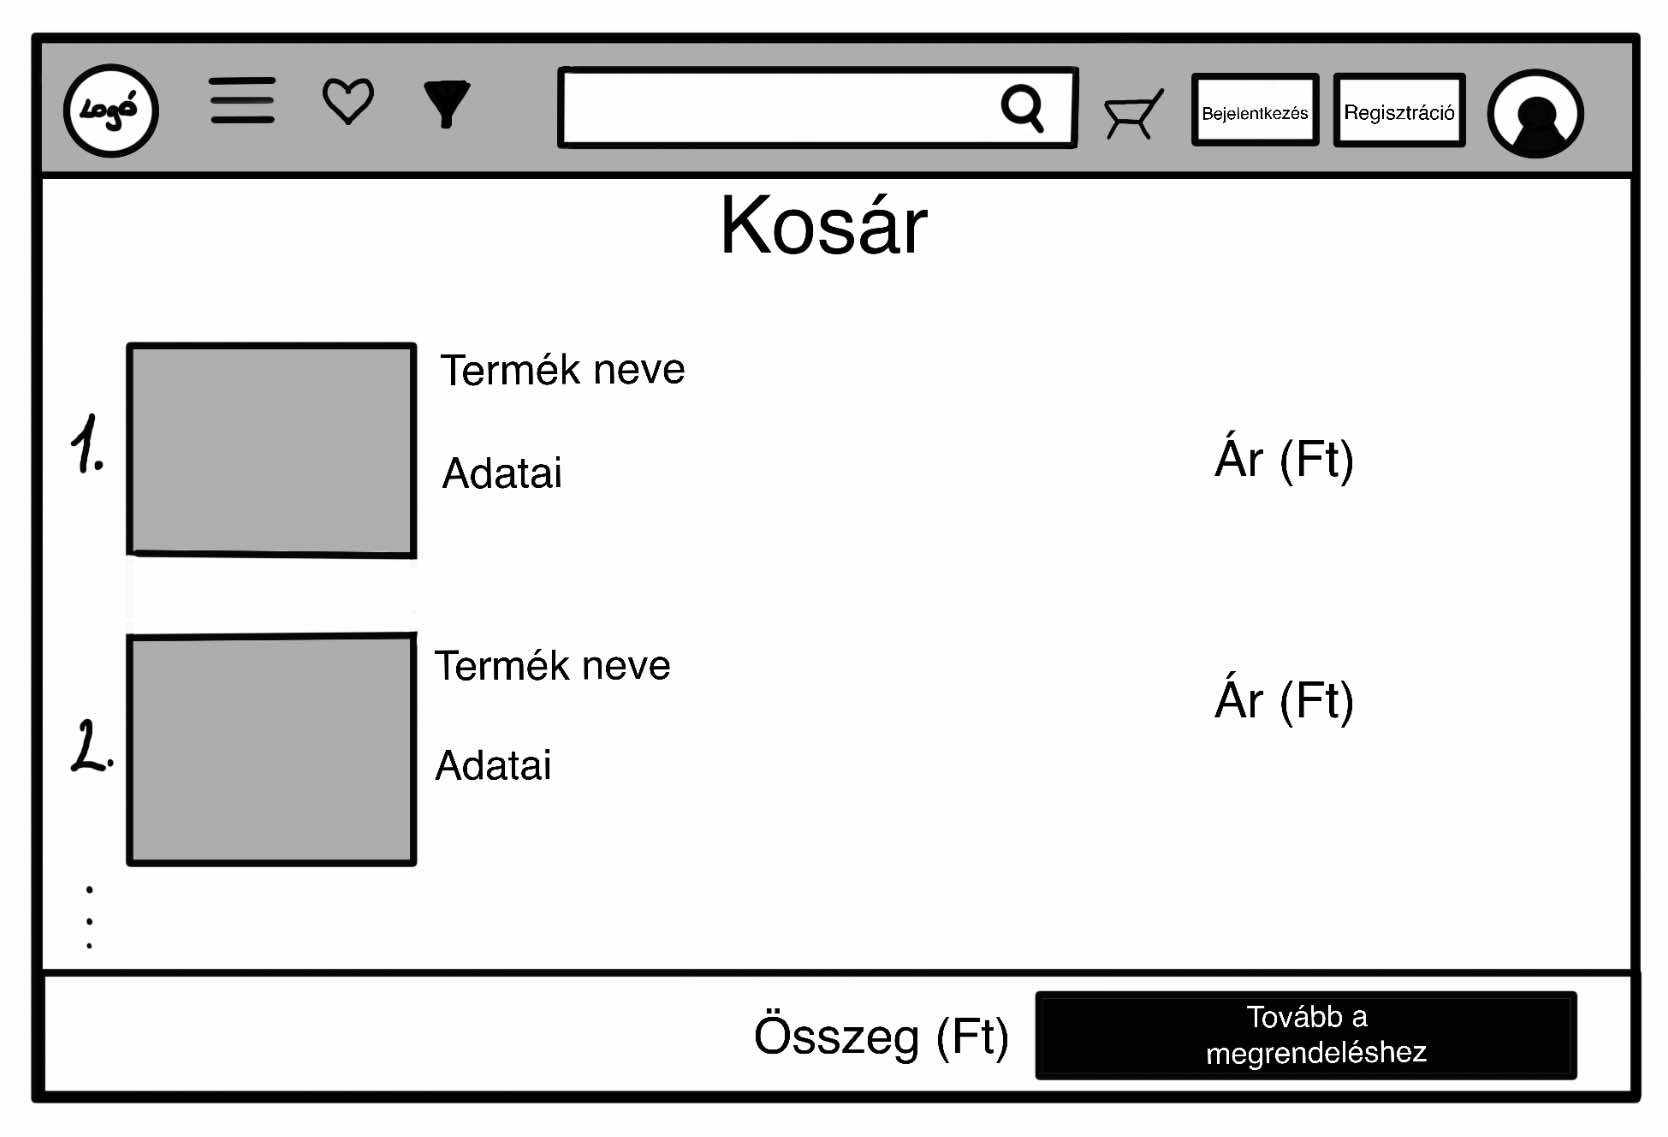 Logó
Bejelentkezés
Regisztráció
Kosár
1.
Termék neve
Adatai
Ár (Ft)
2.
Termék neve
Adatai
Ár (Ft)
Összeg (Ft)
Tovább a
megrendeléshez